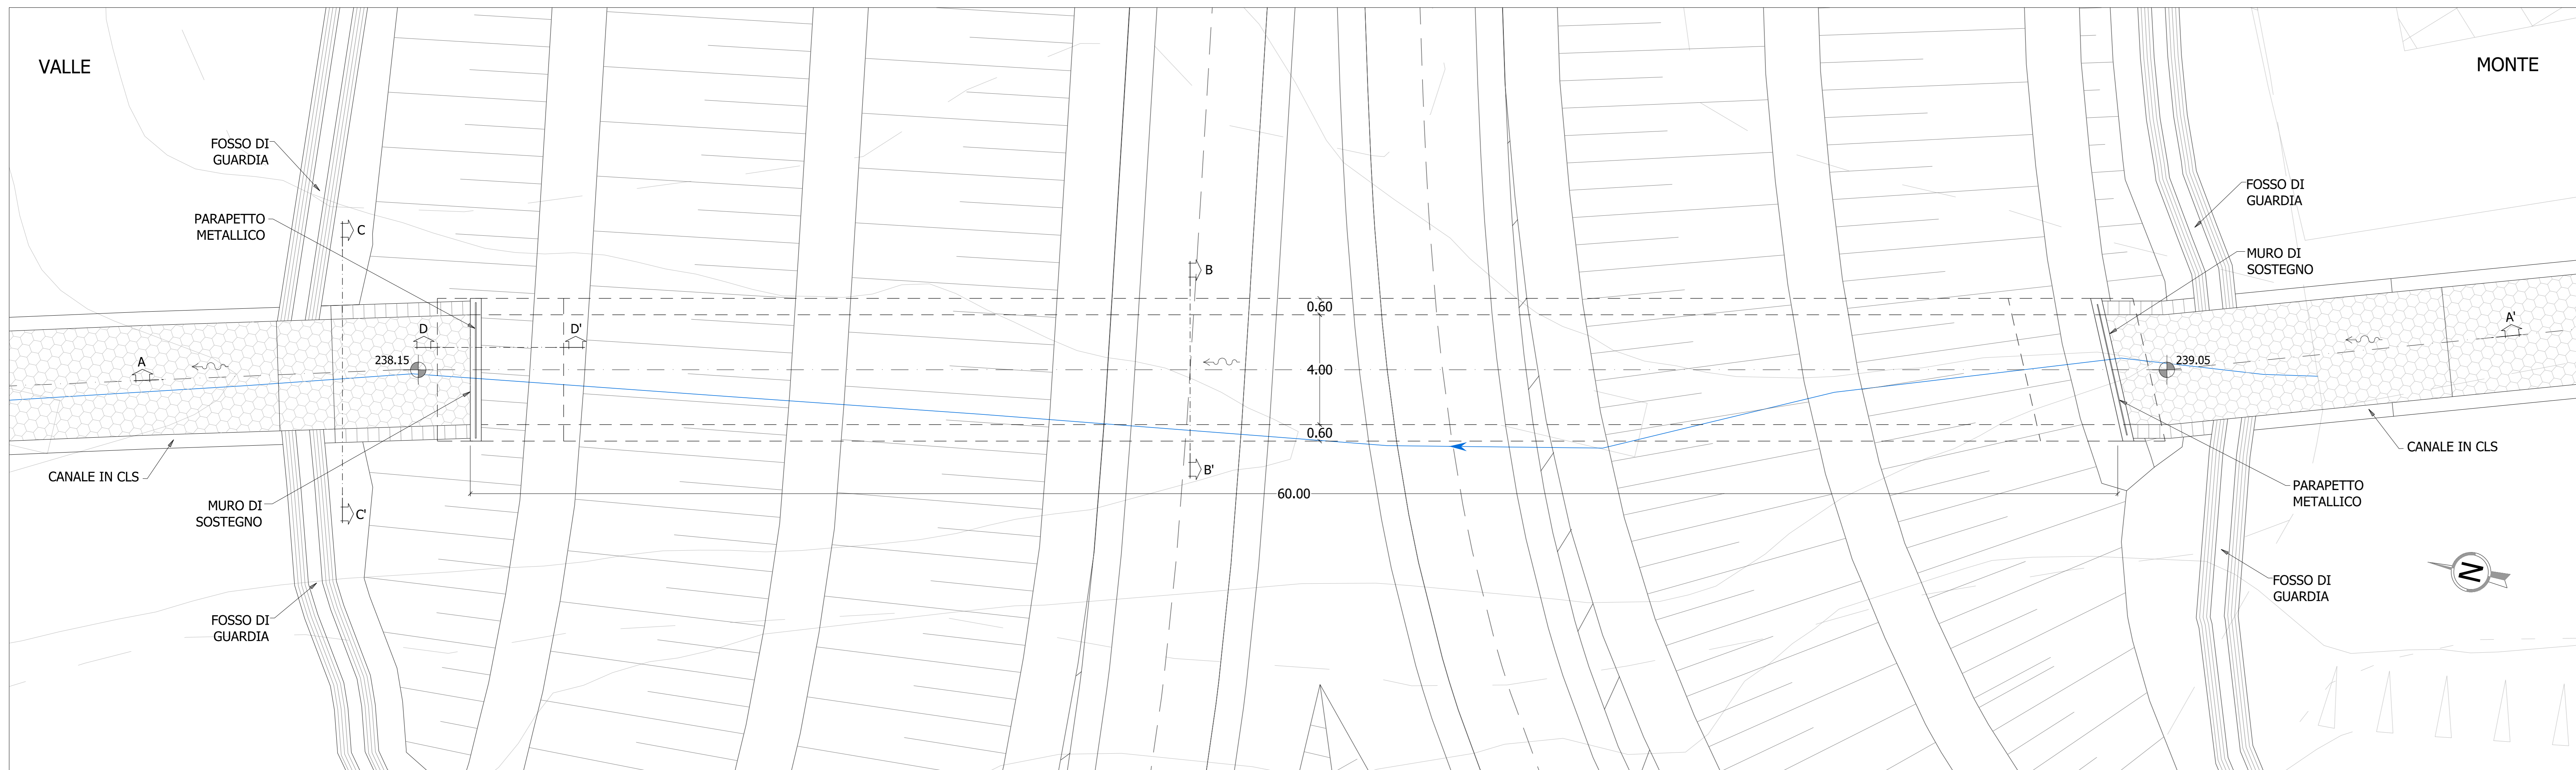 VALLE
MONTE
FOSSO DI
GUARDIA
FOSSO DI
GUARDIA
PARAPETTO
METALLICO
C
MURO DI
SOSTEGNO
B
0.60
A
D
D'
A'
238.15
4.00
239.05
0.60
CANALE IN CLS
CANALE IN CLS
B'
60.00
MURO DI
SOSTEGNO
C'
PARAPETTO
METALLICO
N
FOSSO DI
GUARDIA
FOSSO DI
GUARDIA